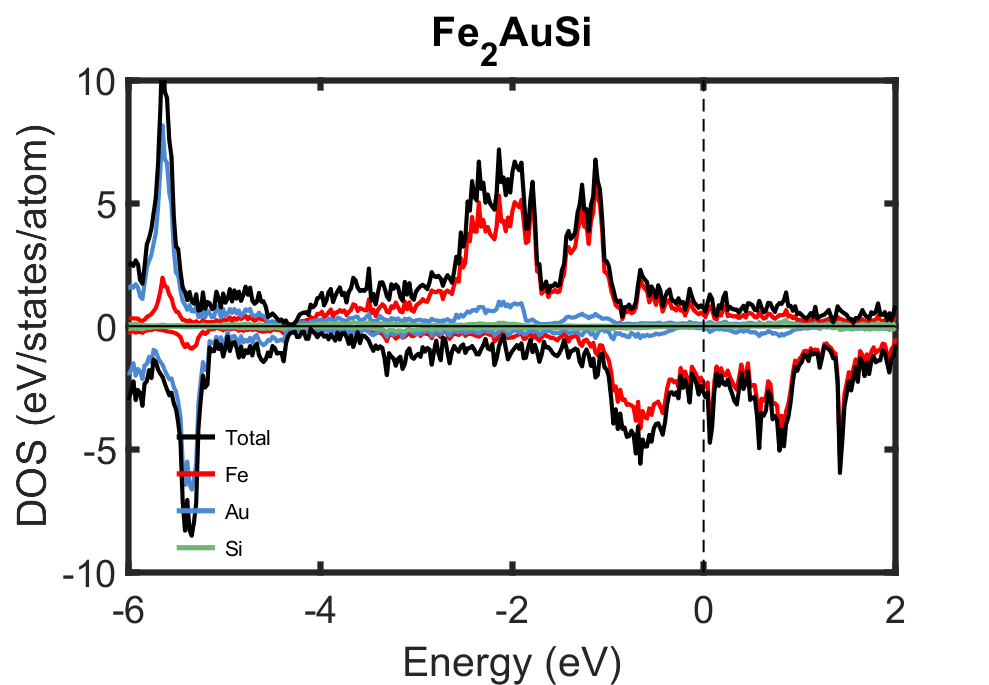 Fe₂AuSi
DOS (eV/states/atom)
10
5
0
-5
-10
Total
Fe
Au
Si
-6 -4 -2 0 2
Energy (eV)